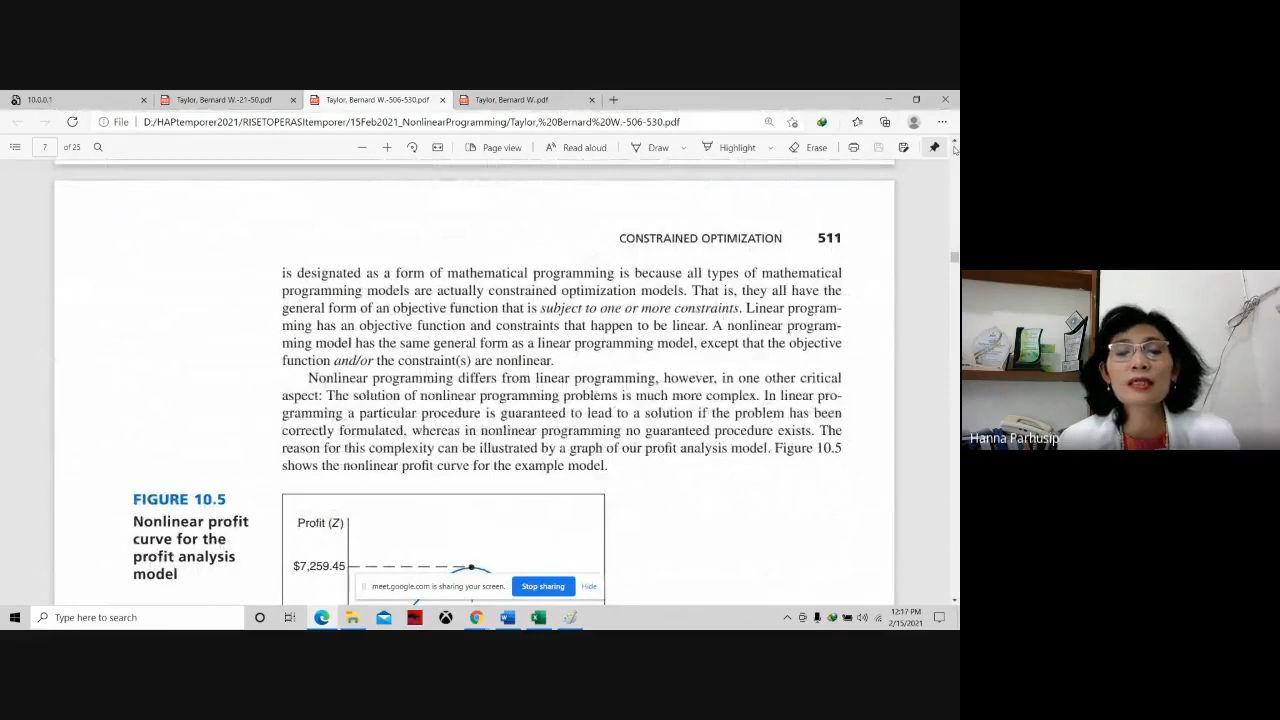 10.0.0.1
Taylor, Bernard W.-21-50.pdf
Taylor, Bernard W.-506-530.pdf
Taylor, Bernard W..pdf
File
D:/HAPtemporer2021/RISETOPERASItemporer/15Feb2021_NonlinearProgramming/Taylor,%20Bernard%20W.-506-530.pdf
7 of 25
Page view
Read aloud
Draw
Highlight
Erase
CONSTRAINED OPTIMIZATION 511
is designated as a form of mathematical programming is because all types of mathematical
programming models are actually constrained optimization models. That is, they all have the
general form of an objective function that is subject to one or more constraints. Linear program-
ming has an objective function and constraints that happen to be linear. A nonlinear program-
ming model has the same general form as a linear programming model, except that the objective
function and/or the constraint(s) are nonlinear.
Nonlinear programming differs from linear programming, however, in one other critical
aspect: The solution of nonlinear programming problems is much more complex. In linear pro-
gramming a particular procedure is guaranteed to lead to a solution if the problem has been
correctly formulated, whereas in nonlinear programming no guaranteed procedure exists. The
reason for this complexity can be illustrated by a graph of our profit analysis model. Figure 10.5
shows the nonlinear profit curve for the example model.
FIGURE 10.5
Nonlinear profit
curve for the
profit analysis
model
Profit (Z)
$7,259.45
meet.google.com is sharing your screen.
Stop sharing
Hide
Type here to search
12:17 PM
2/15/2021
Hanna Parhusip